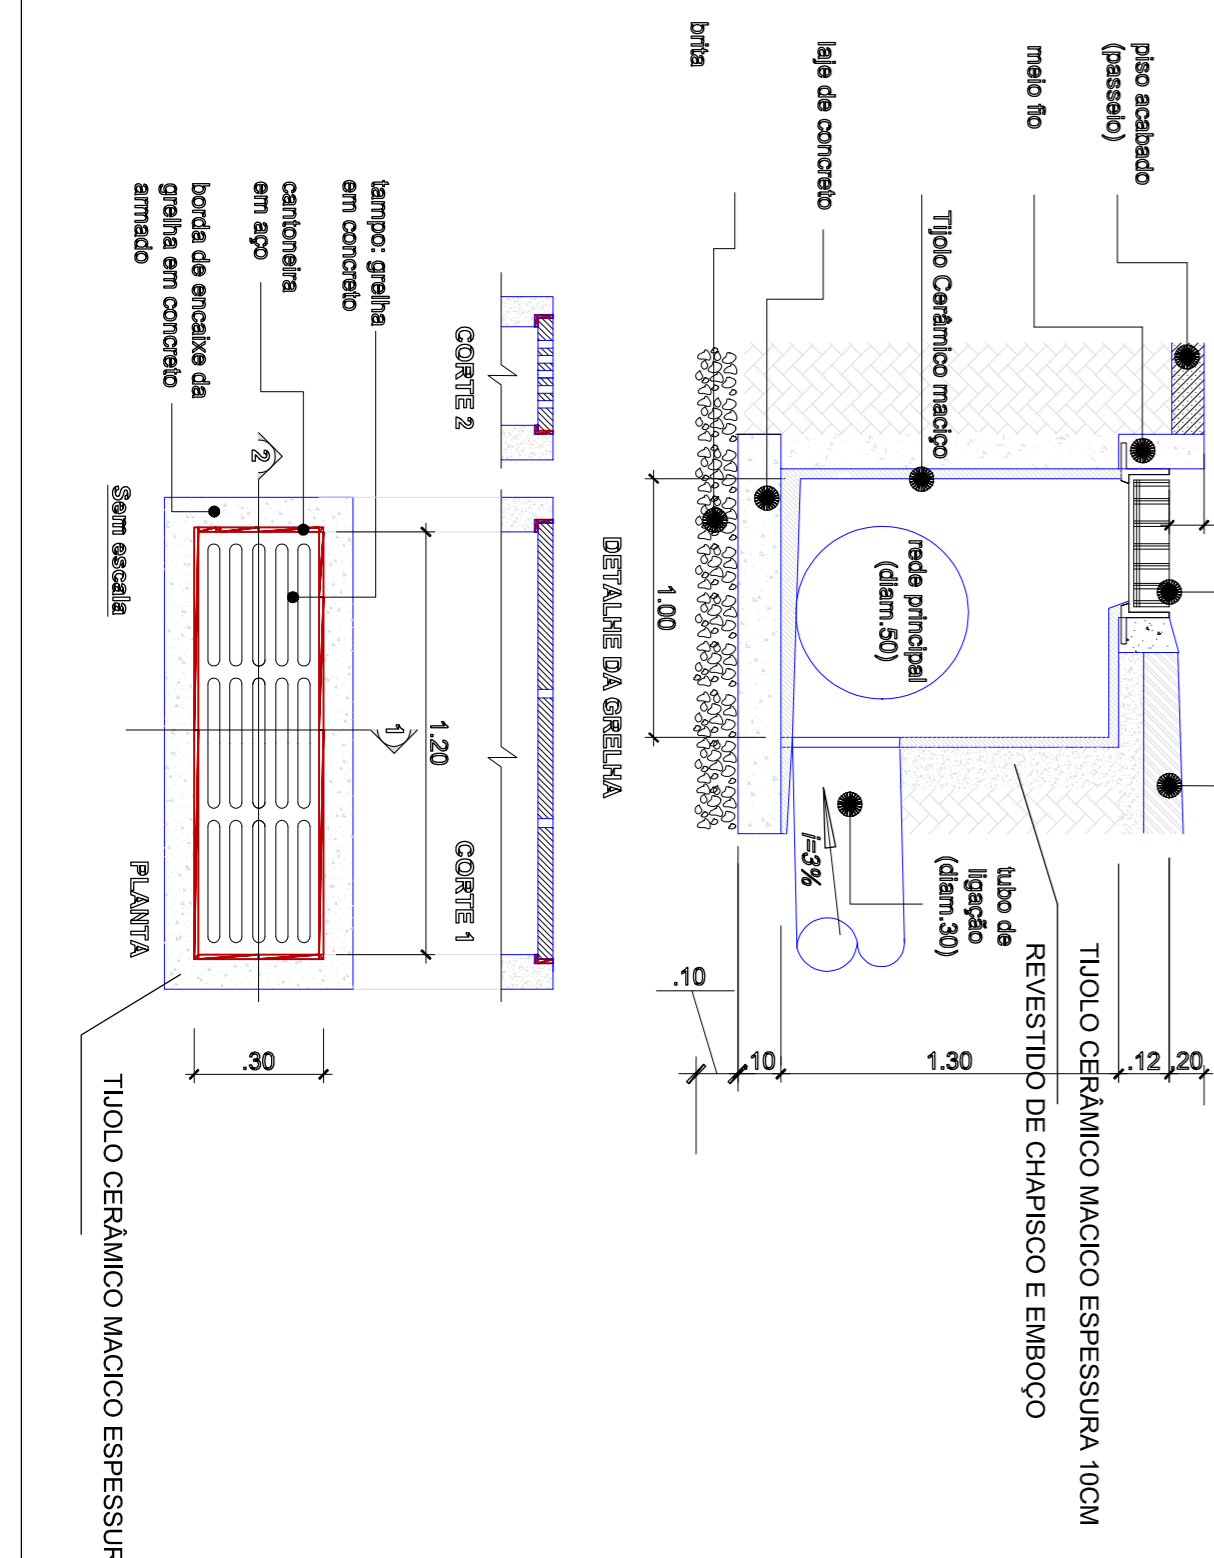 piso acabado
(passeio)
meio fio
Tijolo Cerâmico maciço
laje de concreto
brita
rede principal
(diam.50)
tubo de
ligação
(diam.30)
i=3%
TIJOLO CERÂMICO MACICO ESPESSURA 10CM
REVESTIDO DE CHAPISCO E EMBOÇO
1.00
.20
.12
1.30
.10
.10
DETALHE DA GRELHA
CORTE 2
CORTE 1
tampo: grelha
em concreto
cantoneira
em aço
borda de encaixe da
grelha em concreto
armado
1.20
1
2
.30
Sem escala
PLANTA
TIJOLO CERÂMICO MACICO ESPESSUR